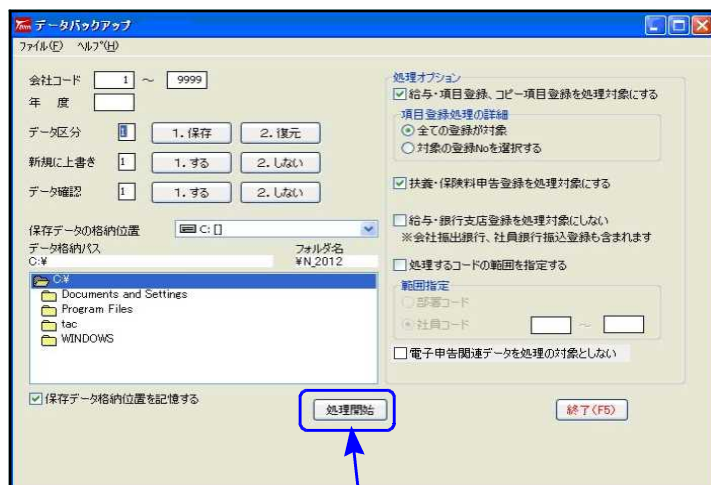 データバックアップ
ファイル(F) ヘルプ(H)
会社コード 1 ～ 9999
年 度
データ区分 1 1. 保存 2. 復元
新規に上書き 1 1. する 2. しない
データ確認 1 1. する 2. しない
保存データの格納位置 C: []
データ格納パス フォルダ名
C:¥ ¥N_2012
C:¥
Documents and Settings
Program Files
tac
WINDOWS
保存データ格納位置を記憶する
処理オプション
給与・項目登録、コピー項目登録を処理対象にする
項目登録処理の詳細
全ての登録が対象
対象の登録Noを選択する
扶養・保険料申告登録を処理対象にする
給与・銀行支店登録を処理対象にしない
※会社振出銀行、社員銀行振込登録も含まれます
処理するコードの範囲を指定する
範囲指定
部署コード
社員コード ～
電子申告関連データを処理の対象としない
処理開始
終了(F5)